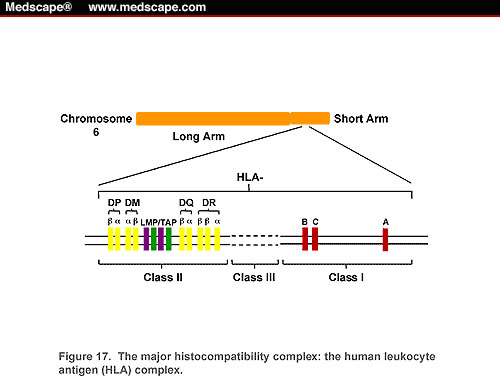 Medscape® www.medscape.com
Chromosome 6
Long Arm
Short Arm
HLA-
DP DM DQ DR
β α α β LMP/TAP β α β β α B C A
Class II Class III Class I
Figure 17. The major histocompatibility complex: the human leukocyte
antigen (HLA) complex.